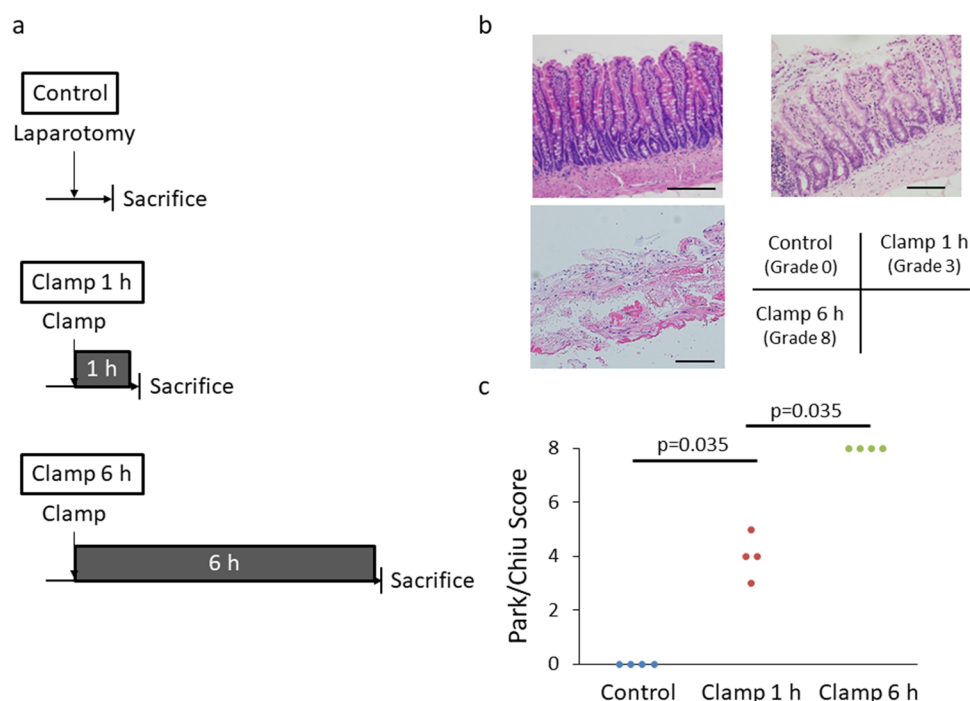 a
Control
Laparotomy
Sacrifice
Clamp 1 h
Clamp
1 h
Sacrifice
Clamp 6 h
Clamp
6 h
Sacrifice
b
Control
(Grade 0)
Clamp 1 h
(Grade 3)
Clamp 6 h
(Grade 8)
c
p=0.035
p=0.035
Park/Chiu Score
8
6
4
2
0
Control Clamp 1 h Clamp 6 h